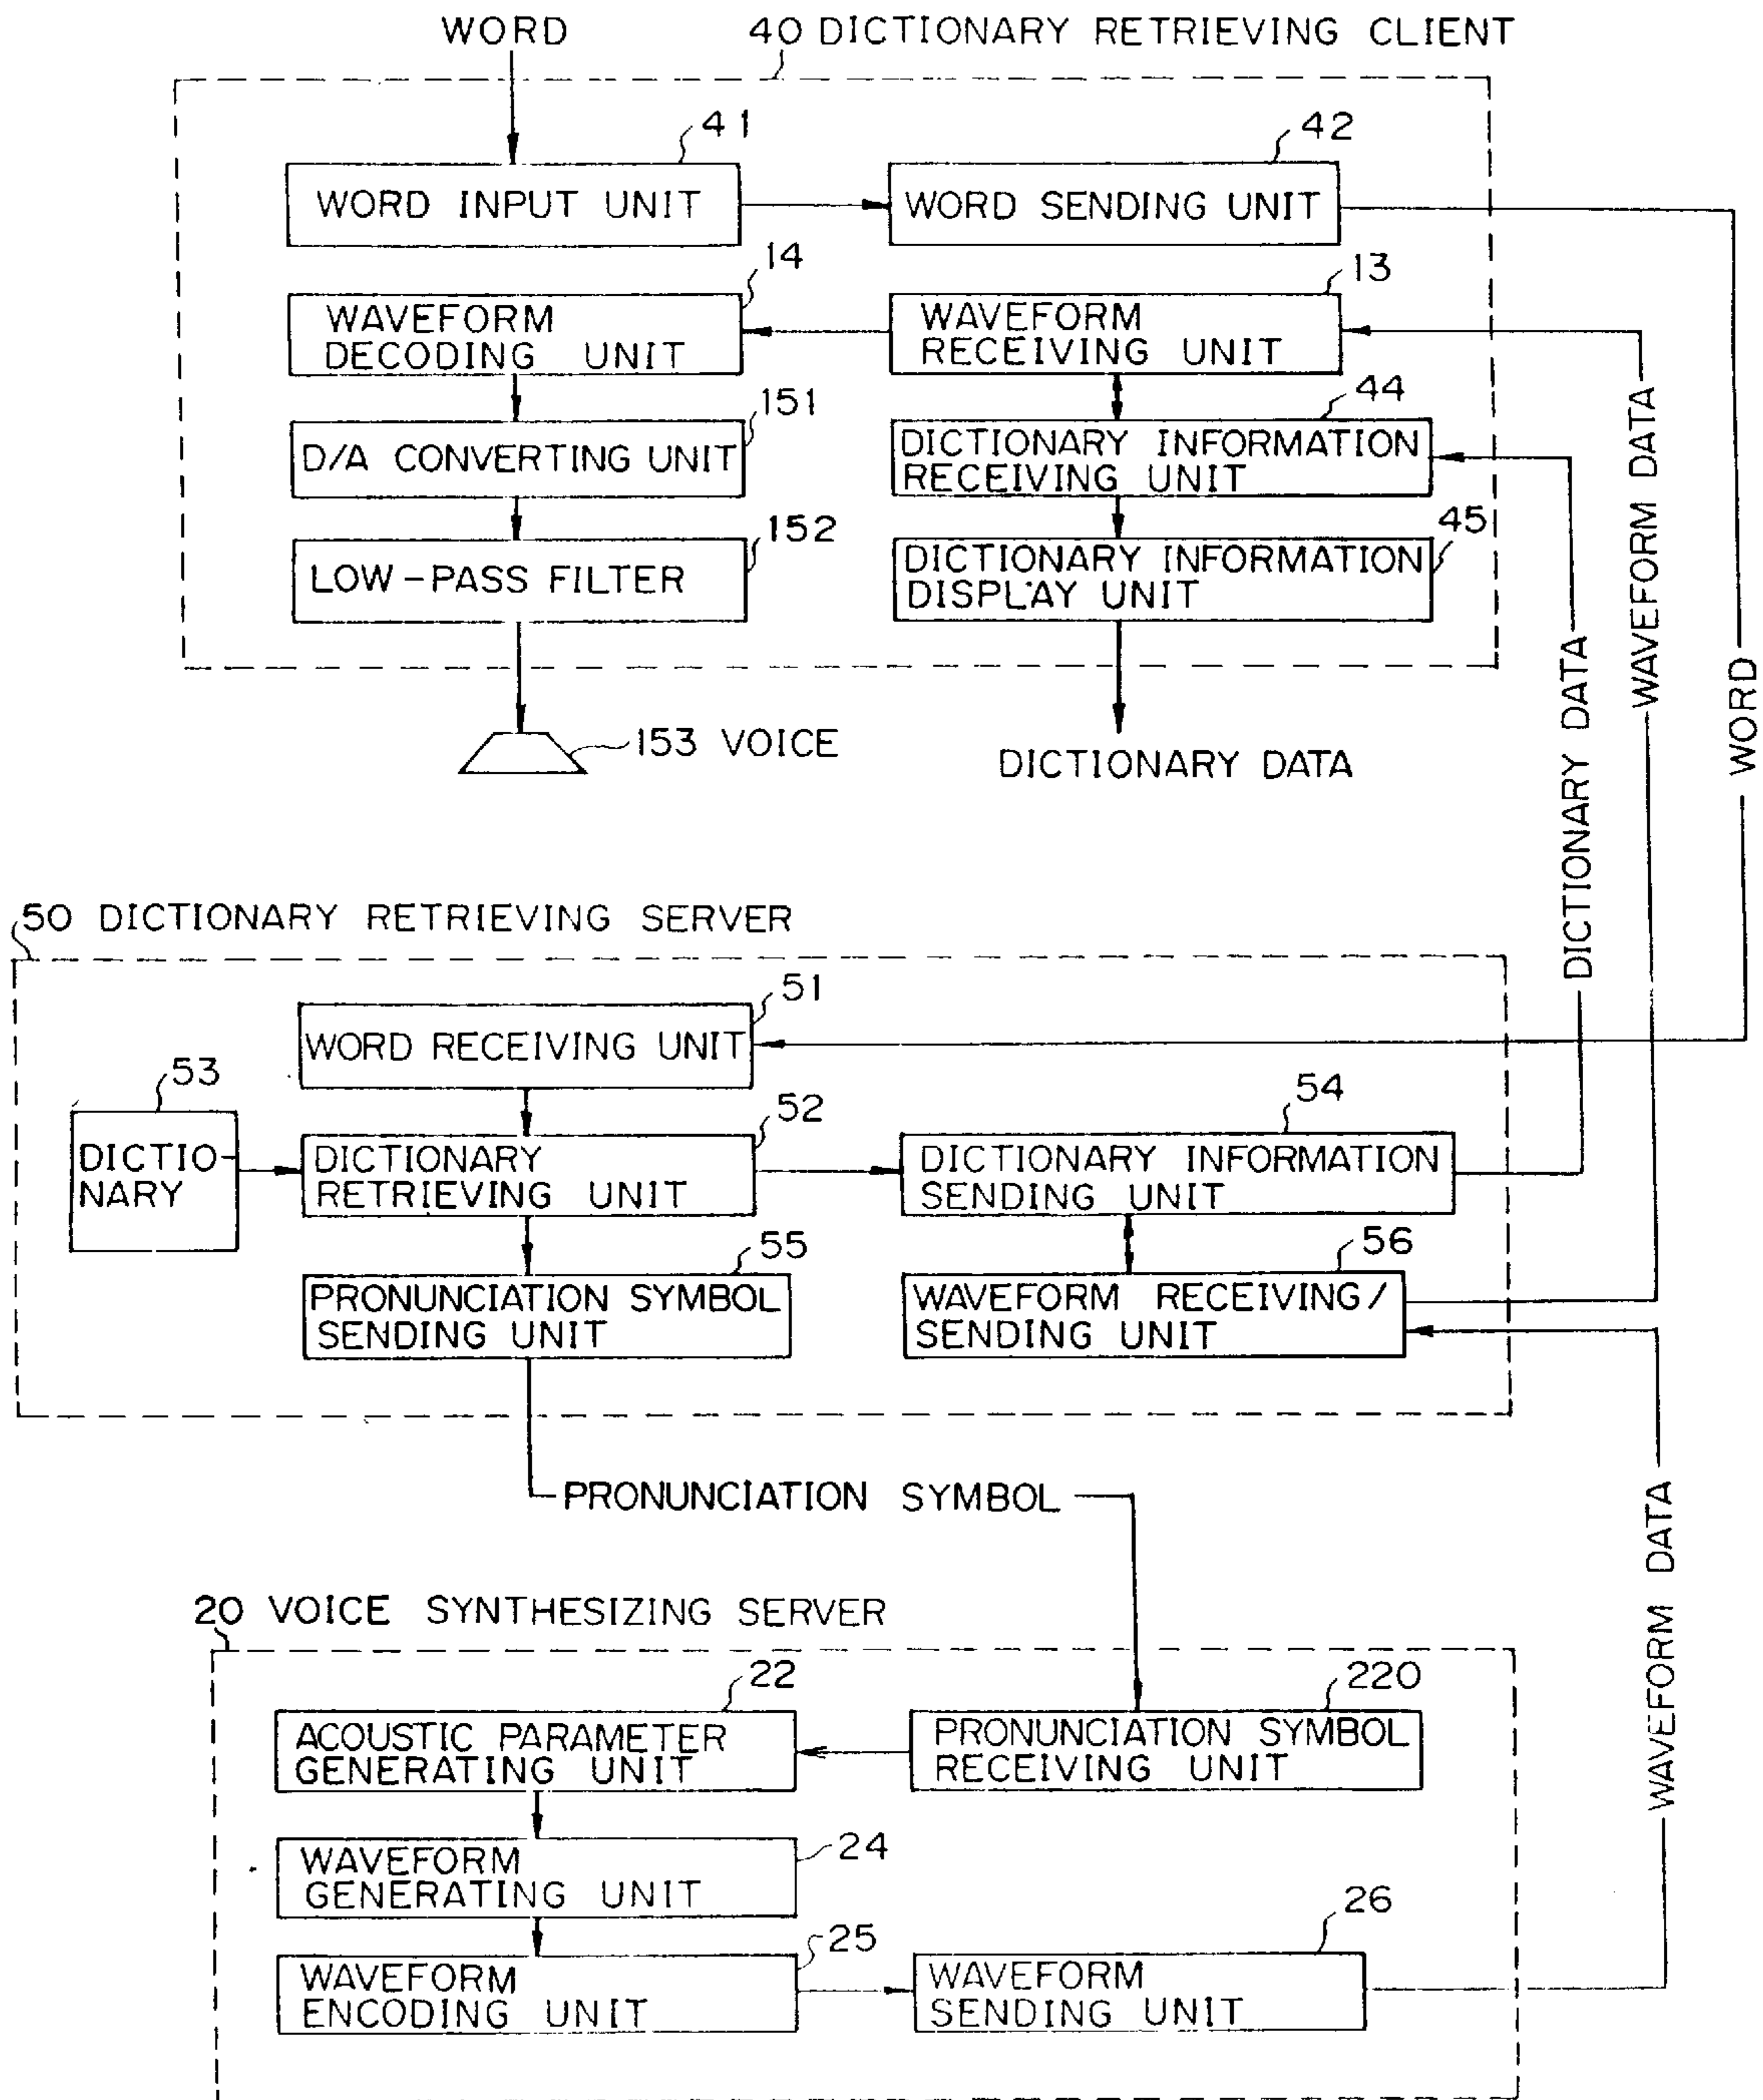 WORD
40 DICTIONARY RETRIEVING CLIENT
41
42
WORD INPUT UNIT
WORD SENDING UNIT
14
13
WAVEFORM
DECODING UNIT
WAVEFORM
RECEIVING UNIT
151
44
D/A CONVERTING UNIT
DICTIONARY INFORMATION
RECEIVING UNIT
152
45
LOW-PASS FILTER
DICTIONARY INFORMATION
DISPLAY UNIT
153 VOICE
DICTIONARY DATA
DICTIONARY DATA
WAVEFORM DATA
WORD
50 DICTIONARY RETRIEVING SERVER
51
WORD RECEIVING UNIT
53
52
54
DICTIO-
NARY
DICTIONARY
RETRIEVING UNIT
DICTIONARY INFORMATION
SENDING UNIT
55
56
PRONUNCIATION SYMBOL
SENDING UNIT
WAVEFORM RECEIVING/
SENDING UNIT
PRONUNCIATION SYMBOL
WAVEFORM DATA
20 VOICE SYNTHESIZING SERVER
22
220
ACOUSTIC PARAMETER
GENERATING UNIT
PRONUNCIATION SYMBOL
RECEIVING UNIT
24
WAVEFORM
GENERATING UNIT
25
26
WAVEFORM
ENCODING UNIT
WAVEFORM
SENDING UNIT